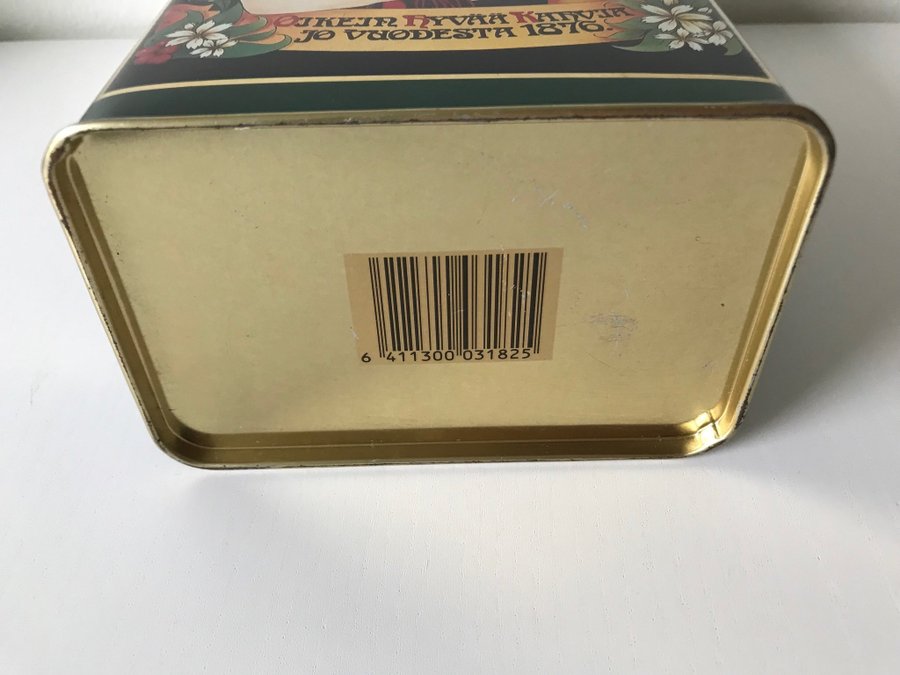 OIKEIN HYVÄÄ KAHVIA
JO VUODESTA 1876.
6 411300 031825